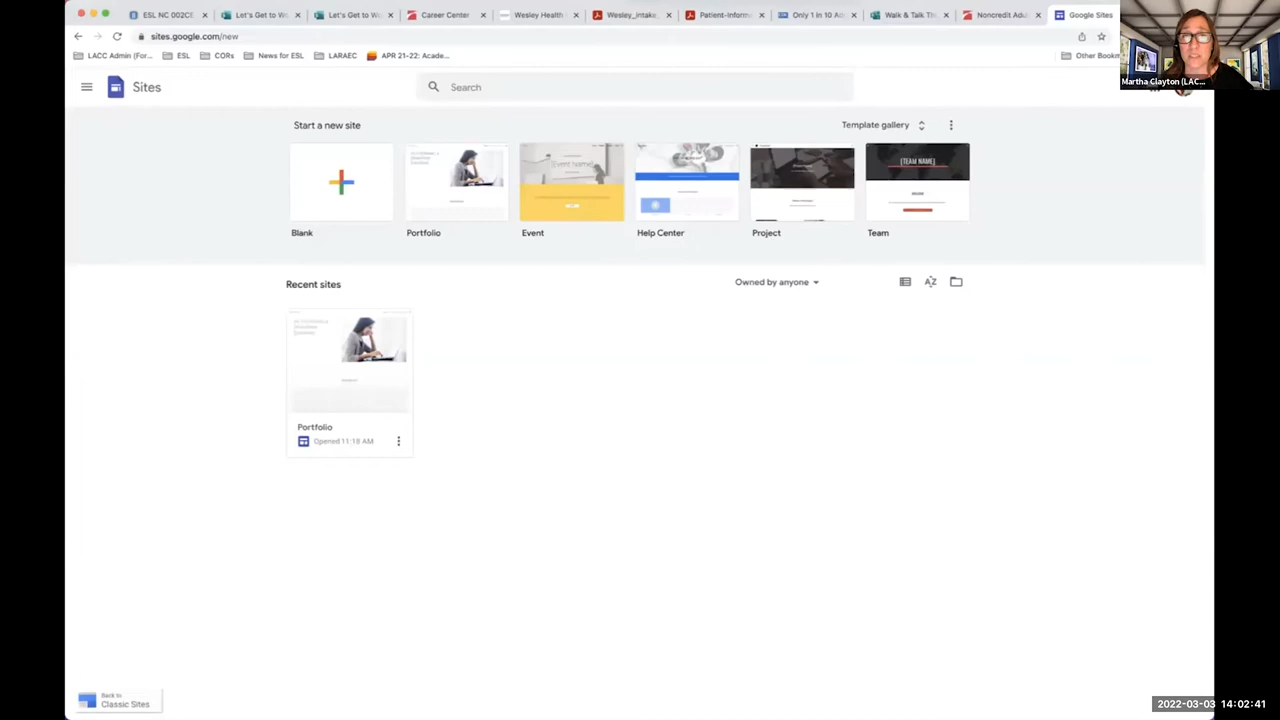 ESL NC 002CE
Let's Get to Wo
Let's Get to Wo
Career Center
Wesley Health
Wesley_Intake_
Patient-Inform
Only 1 in 10 Ad
Walk & Talk Th
Noncredit Adu
Google Sites
sites.google.com/new
LACC Admin (For...
ESL
CORs
News for ESL
LARAEC
APR 21-22: Acade...
Other Bookm
Martha Clayton (LAC...
Sites
Search
Start a new site
Template gallery
[TEAM NAME]
Blank
Portfolio
Event
Help Center
Project
Team
Recent sites
Owned by anyone
AZ
Portfolio
Opened 11:18 AM
Back to
Classic Sites
2022-03-03 14:02:41